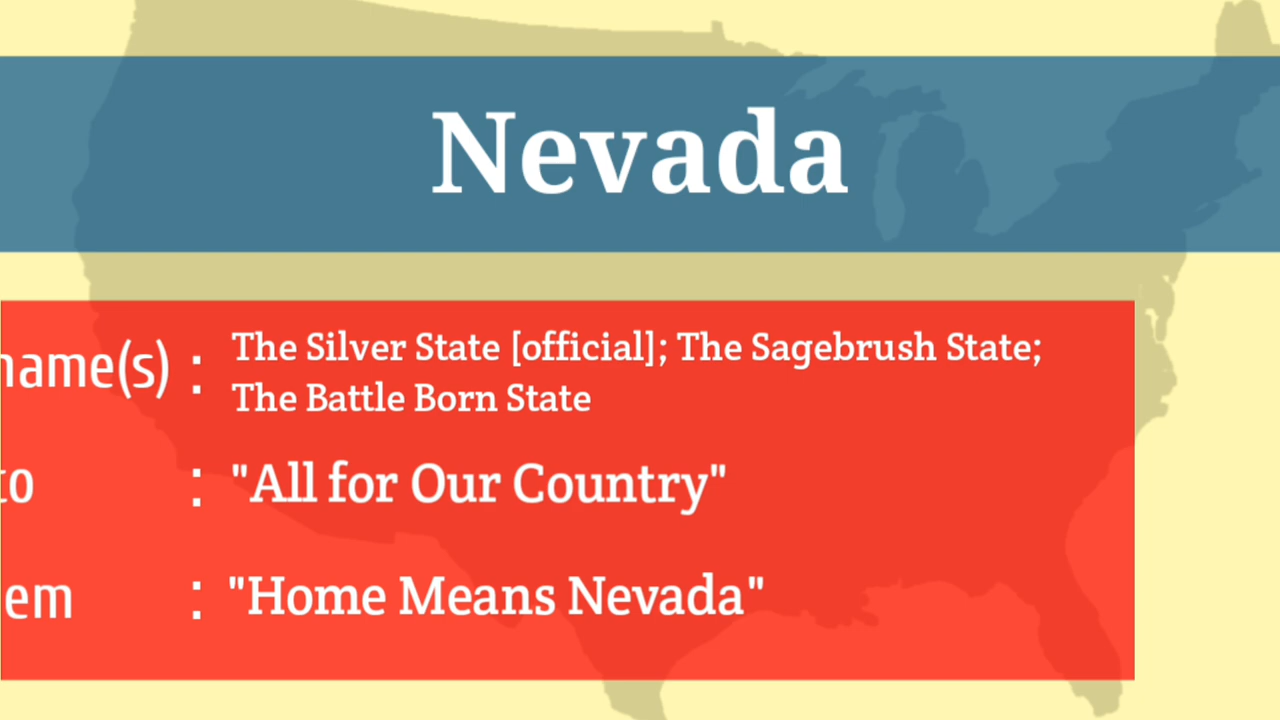 Nevada
name(s) : The Silver State [official]; The Sagebrush State;
The Battle Born State
to : "All for Our Country"
em : "Home Means Nevada"